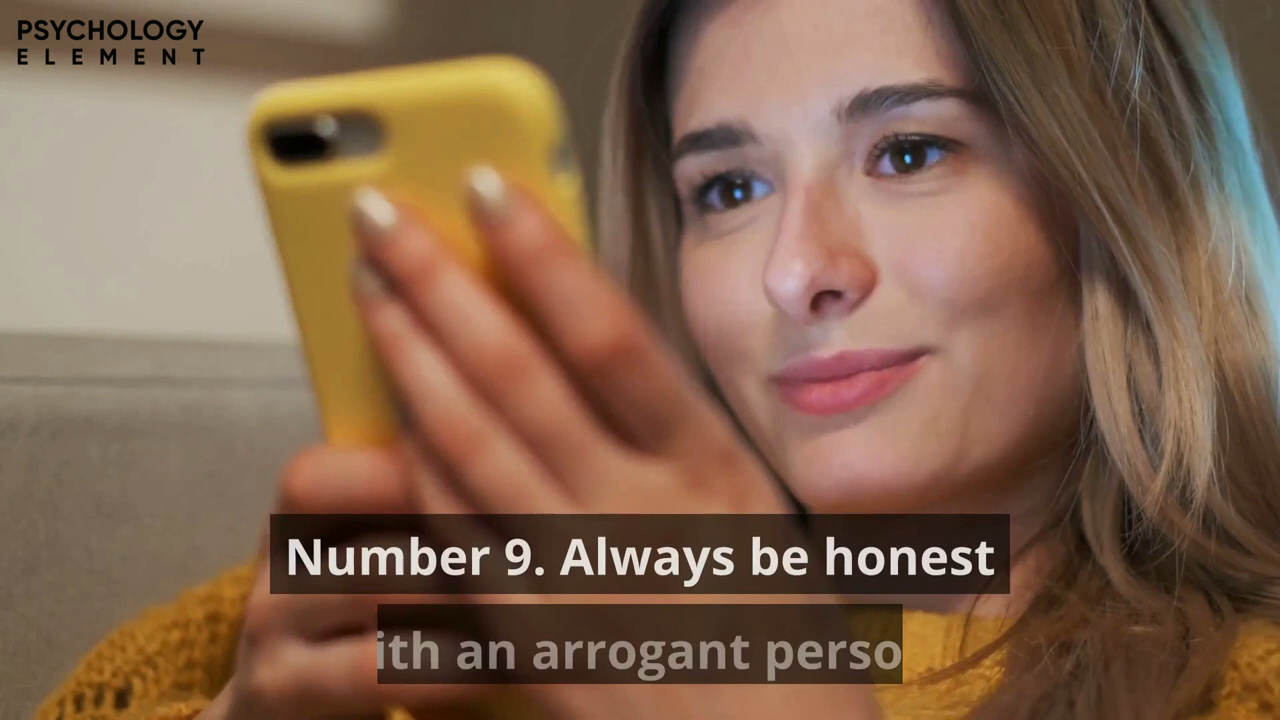 PSYCHOLOGY
ELEMENT
Number 9. Always be honest
ith an arrogant perso